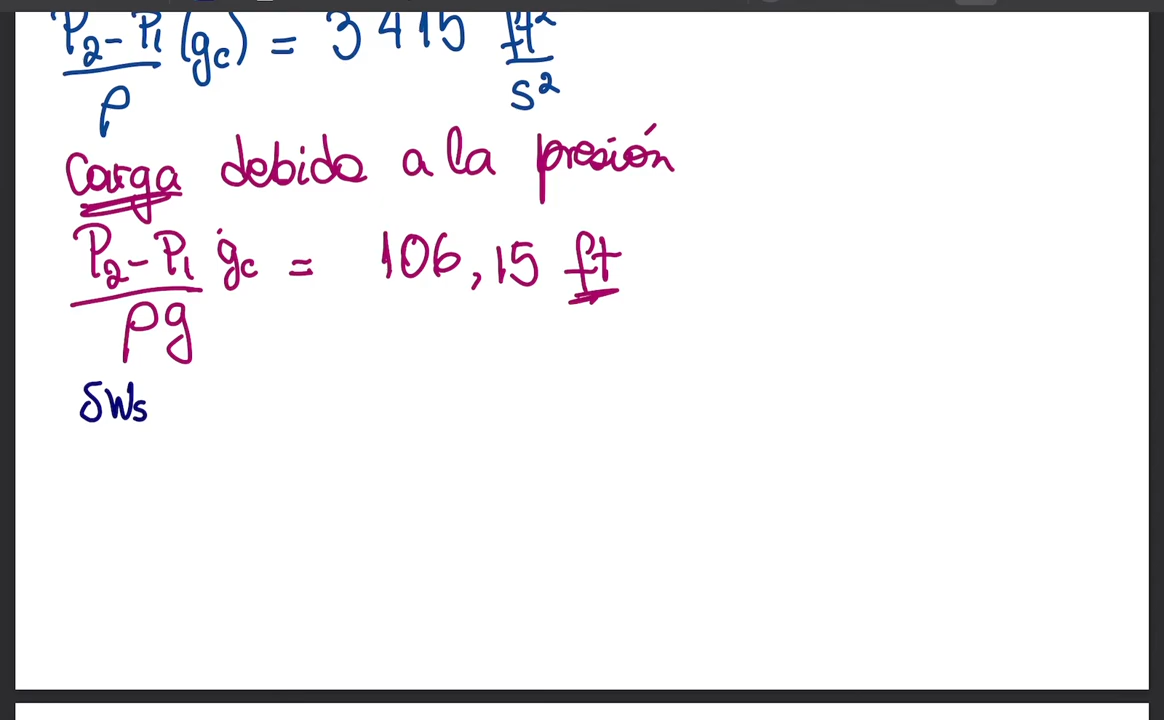 P₂-P₁/ρ (gc) = 3415 ft²/s²
Carga debido a la presión
P₂-P₁/ρg gc = 106,15 ft
δWs